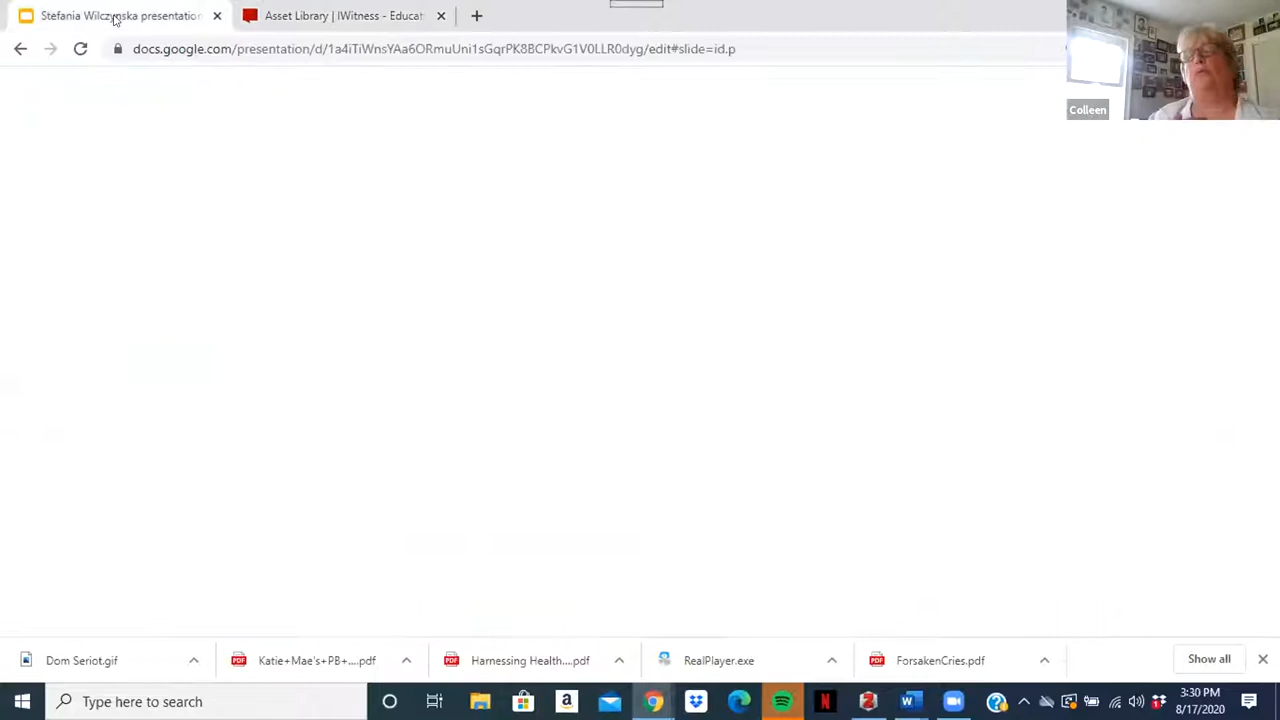 Stefania Wilczynska presentation
Asset Library | IWitness - Educat
docs.google.com/presentation/d/1a4iTiWnsYAa6ORmuUni1sGqrPK8BCPkvG1V0LLR0dyg/edit#slide=id.p
Colleen
Dom Seriot.gif
Katie+Mae's+PB+....pdf
Harnessing Health....pdf
RealPlayer.exe
ForsakenCries.pdf
Show all
Type here to search
3:30 PM
8/17/2020